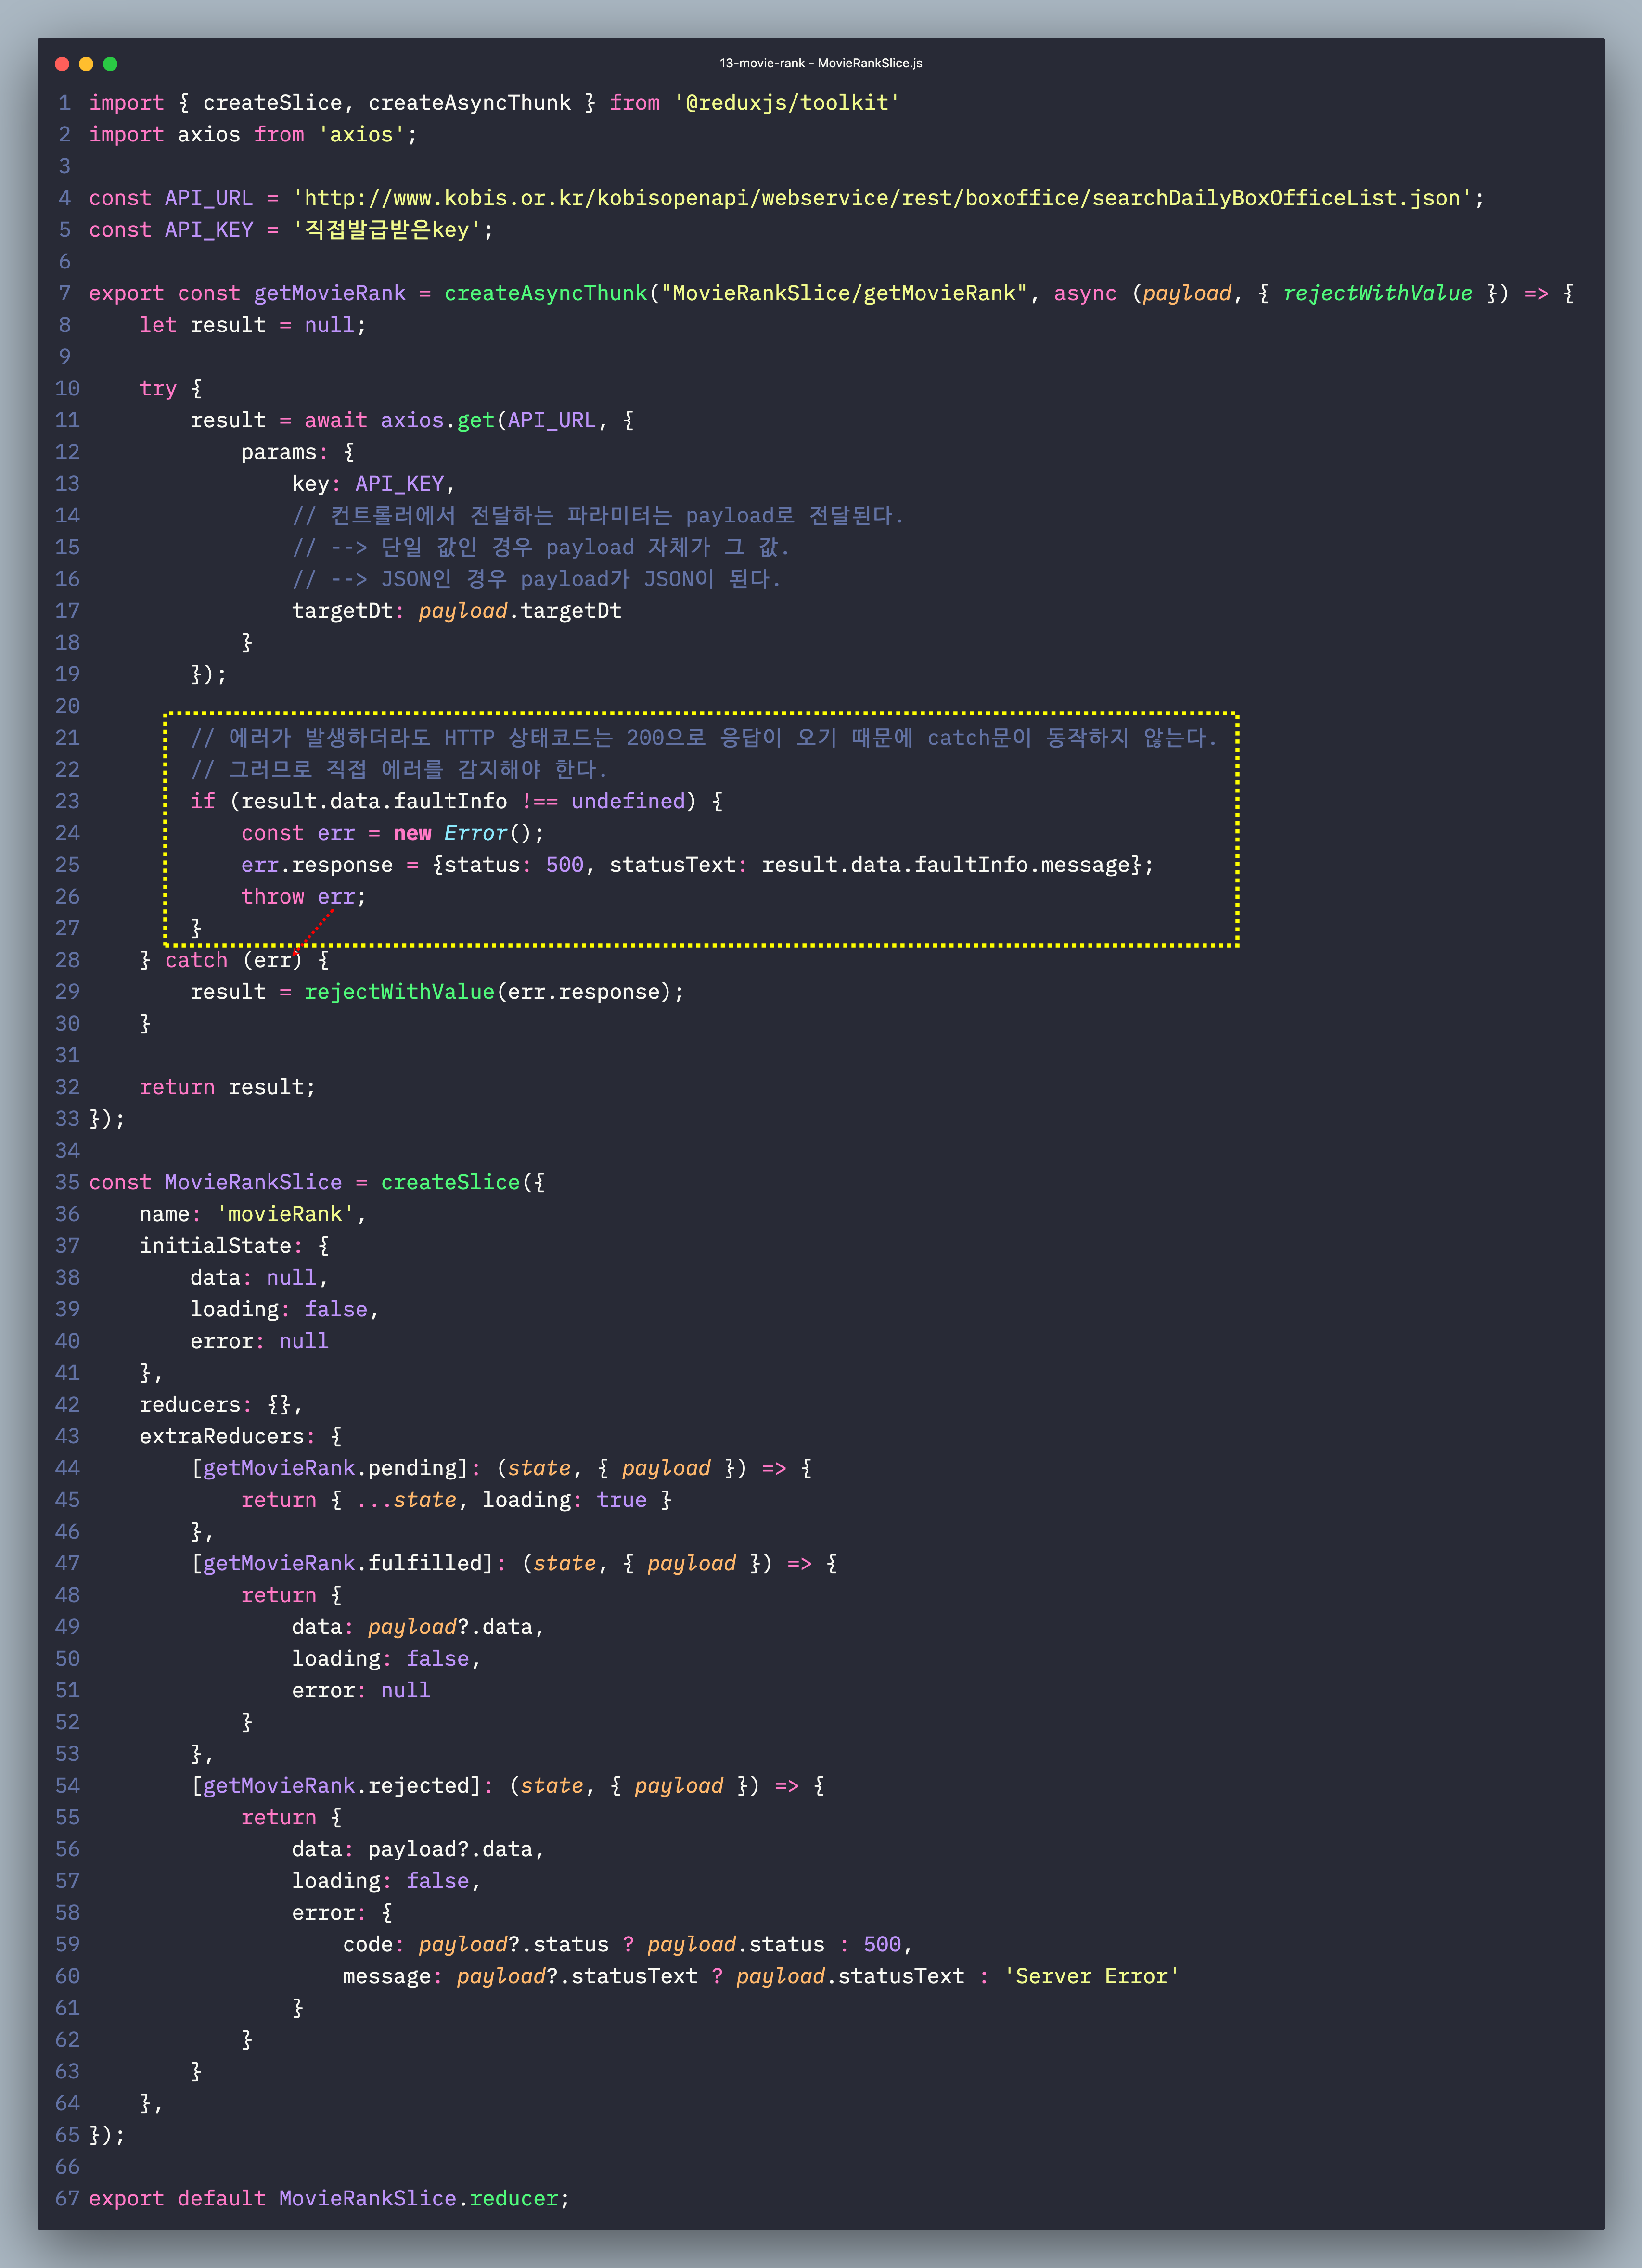 13-movie-rank - MovieRankSlice.js
1 import { createSlice, createAsyncThunk } from '@reduxjs/toolkit'
2 import axios from 'axios';
3
4 const API_URL = 'http://www.kobis.or.kr/kobisopenapi/webservice/rest/boxoffice/searchDailyBoxOfficeList.json';
5 const API_KEY = '직접발급받은key';
6
7 export const getMovieRank = createAsyncThunk("MovieRankSlice/getMovieRank", async (payload, { rejectWithValue }) => {
8     let result = null;
9
10     try {
11         result = await axios.get(API_URL, {
12             params: {
13                 key: API_KEY,
14                 // 컨트롤러에서 전달하는 파라미터는 payload로 전달된다.
15                 // --> 단일 값인 경우 payload 자체가 그 값.
16                 // --> JSON인 경우 payload가 JSON이 된다.
17                 targetDt: payload.targetDt
18             }
19         });
20
21         // 에러가 발생하더라도 HTTP 상태코드는 200으로 응답이 오기 때문에 catch문이 동작하지 않는다.
22         // 그러므로 직접 에러를 감지해야 한다.
23         if (result.data.faultInfo !== undefined) {
24             const err = new Error();
25             err.response = {status: 500, statusText: result.data.faultInfo.message};
26             throw err;
27         }
28     } catch (err) {
29         result = rejectWithValue(err.response);
30     }
31
32     return result;
33 });
34
35 const MovieRankSlice = createSlice({
36     name: 'movieRank',
37     initialState: {
38         data: null,
39         loading: false,
40         error: null
41     },
42     reducers: {},
43     extraReducers: {
44         [getMovieRank.pending]: (state, { payload }) => {
45             return { ...state, loading: true }
46         },
47         [getMovieRank.fulfilled]: (state, { payload }) => {
48             return {
49                 data: payload?.data,
50                 loading: false,
51                 error: null
52             }
53         },
54         [getMovieRank.rejected]: (state, { payload }) => {
55             return {
56                 data: payload?.data,
57                 loading: false,
58                 error: {
59                     code: payload?.status ? payload.status : 500,
60                     message: payload?.statusText ? payload.statusText : 'Server Error'
61                 }
62             }
63         }
64     },
65 });
66
67 export default MovieRankSlice.reducer;